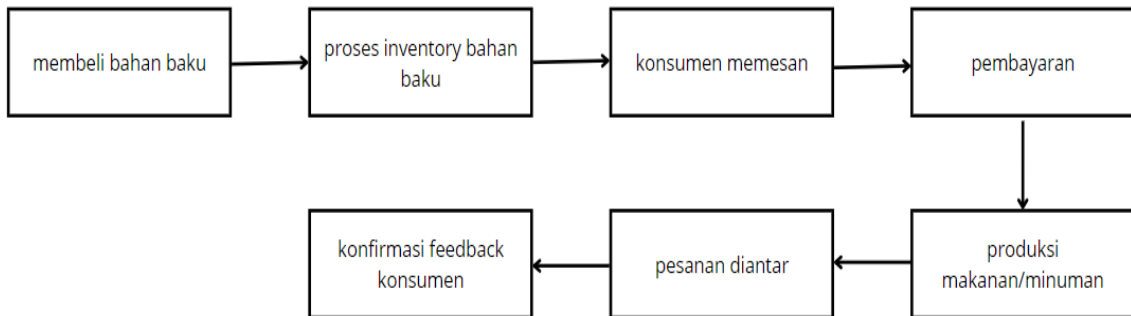 membeli bahan baku
proses inventory bahan
baku
konsumen memesan
pembayaran
produksi
makanan/minuman
pesanan diantar
konfirmasi feedback
konsumen